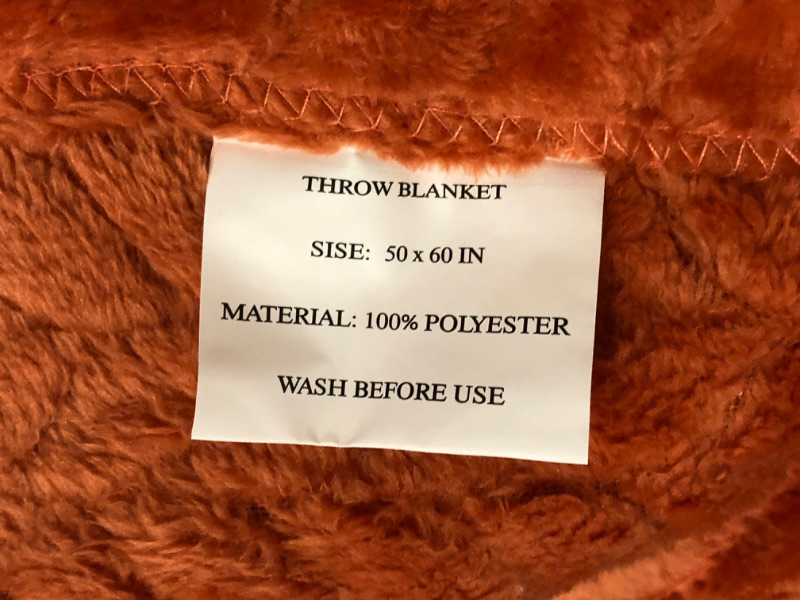 THROW BLANKET
SISE: 50 x 60 IN
MATERIAL: 100% POLYESTER
WASH BEFORE USE